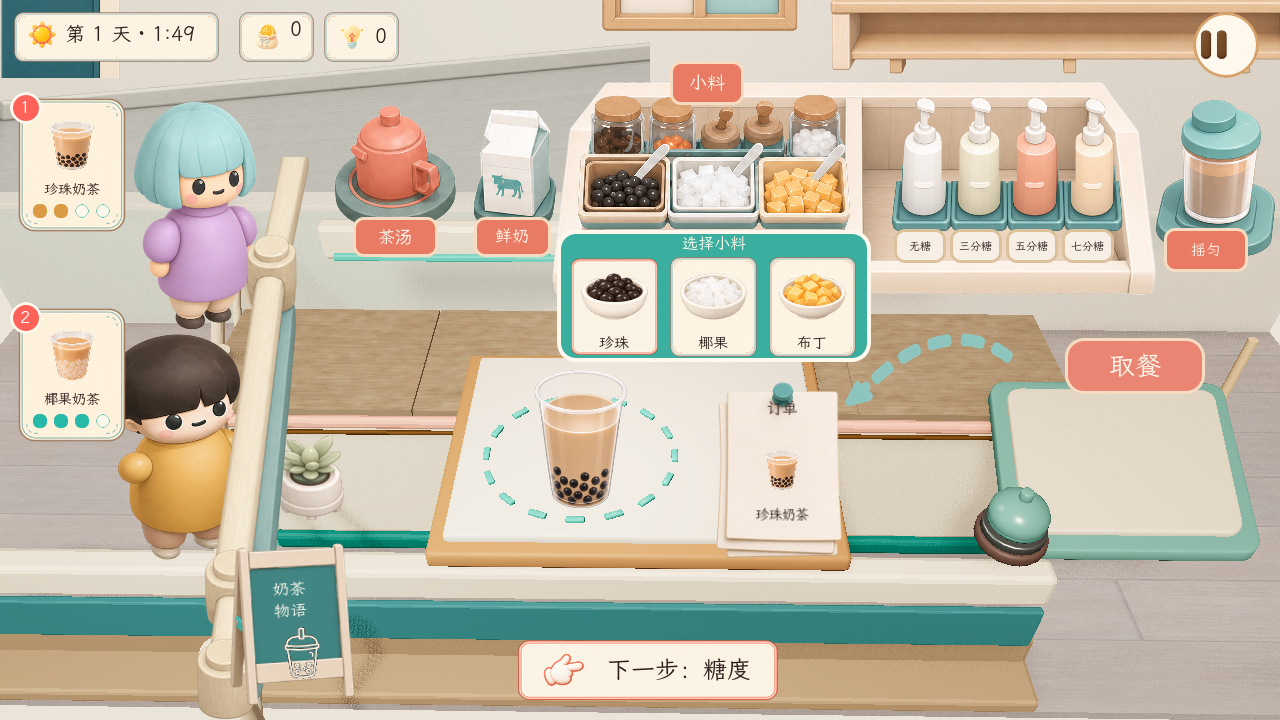 第 1 天·1:49
0
0
小料
1
珍珠奶茶
2
椰果奶茶
茶汤
鲜奶
无糖
三分糖
五分糖
七分糖
摇匀
选择小料
珍珠
椰果
布丁
取餐
订单
珍珠奶茶
奶茶
物语
下一步：糖度